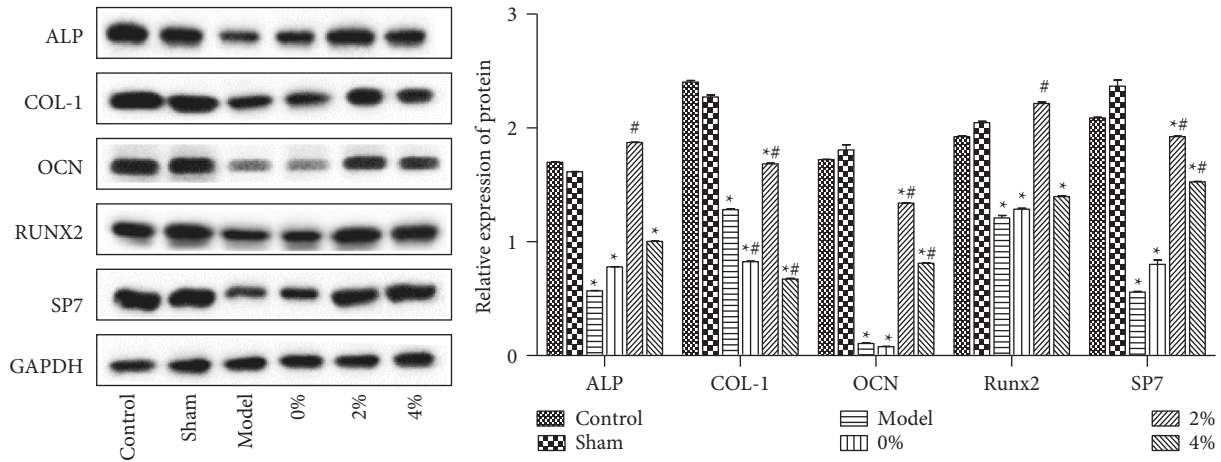 ALP
COL-1
OCN
RUNX2
SP7
GAPDH
Control
Sham
Model
0%
2%
4%
Relative expression of protein
3
2
1
0
* * # *
* *# *# *#
* * *# *#
* * # *
* * *# *#
ALP COL-1 OCN Runx2 SP7
Control Model 2%
Sham 0% 4%